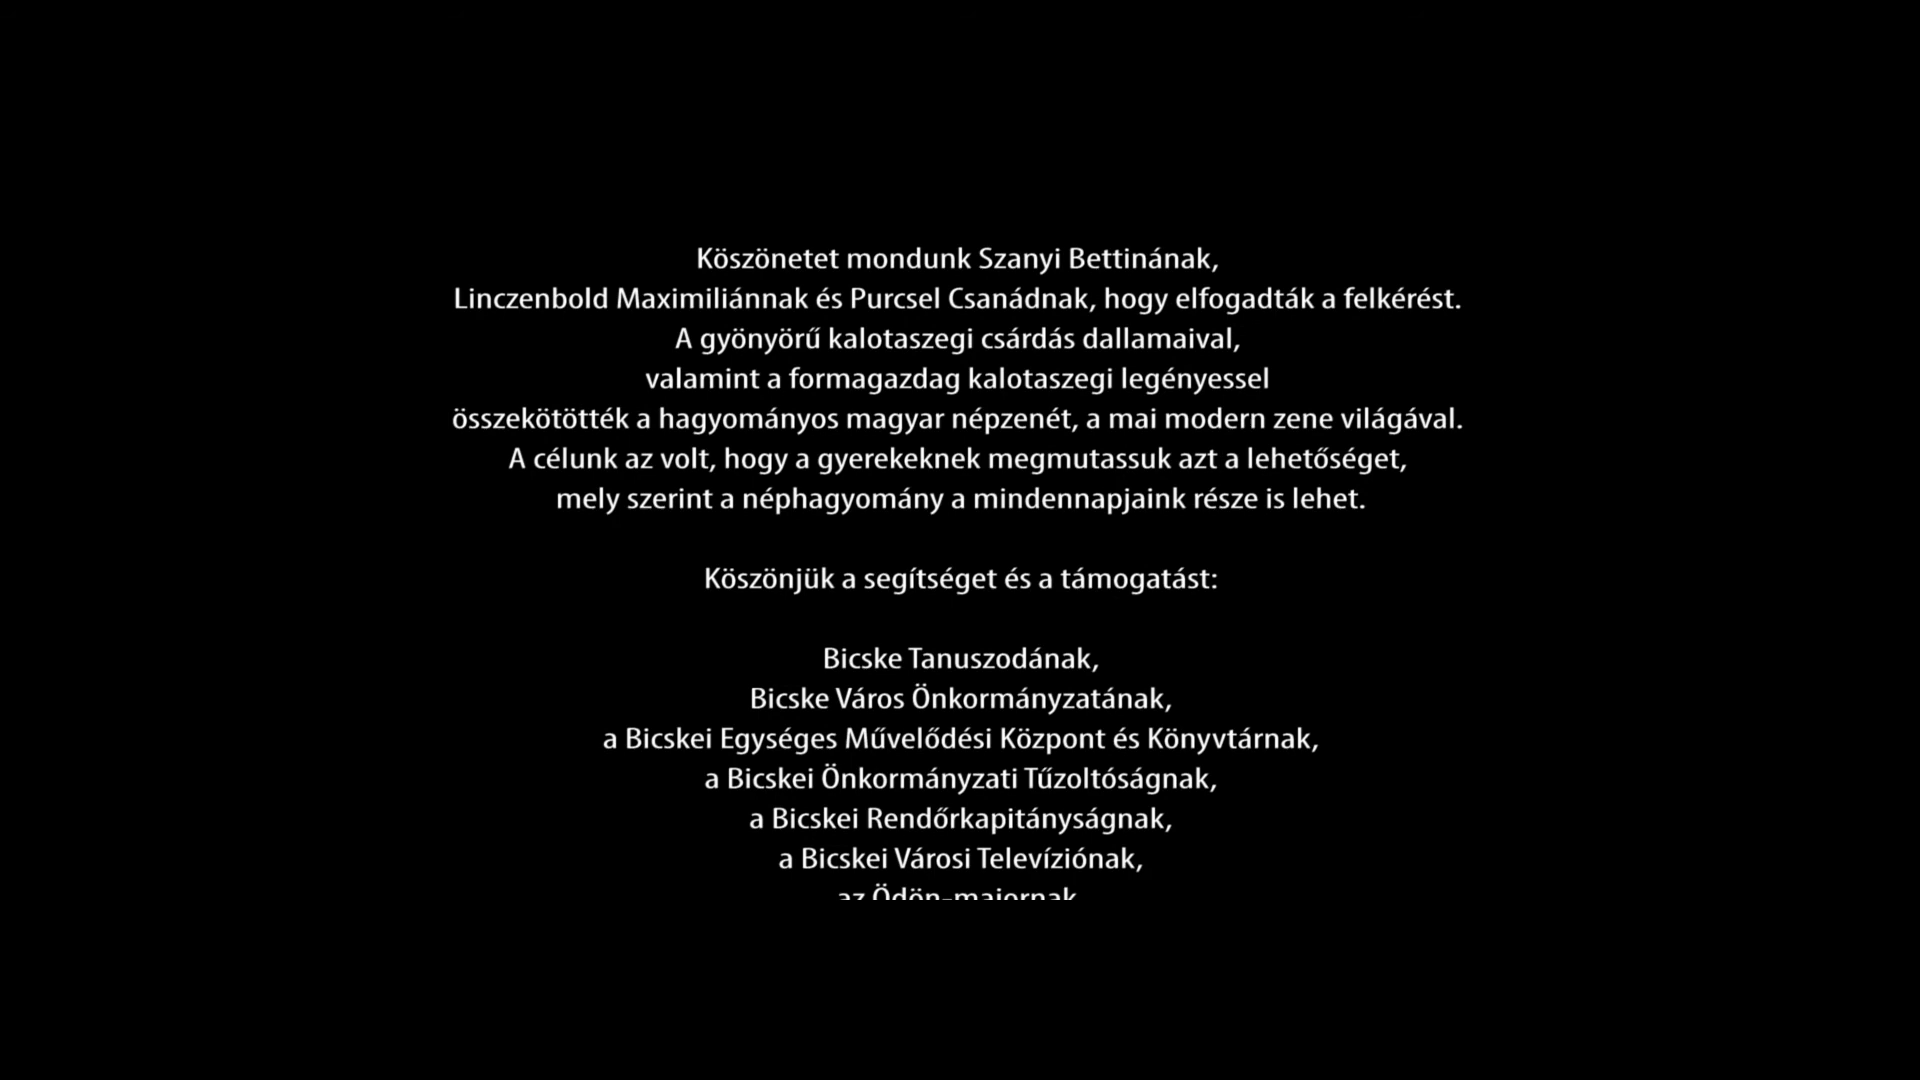 Köszönetet mondunk Szanyi Bettinának,
Linczenbold Maximiliánnak és Purcsel Csanádnak, hogy elfogadták a felkérést.
A gyönyörű kalotaszegi csárdás dallamaival,
valamint a formagazdag kalotaszegi legényessel
összekötötték a hagyományos magyar népzenét, a mai modern zene világával.
A célunk az volt, hogy a gyerekeknek megmutassuk azt a lehetőséget,
mely szerint a néphagyomány a mindennapjaink része is lehet.
Köszönjük a segítséget és a támogatást:
Bicske Tanuszodának,
Bicske Város Önkormányzatának,
a Bicskei Egységes Művelődési Központ és Könyvtárnak,
a Bicskei Önkormányzati Tűzoltóságnak,
a Bicskei Rendőrkapitányságnak,
a Bicskei Városi Televíziónak,
az Ödön-majornak